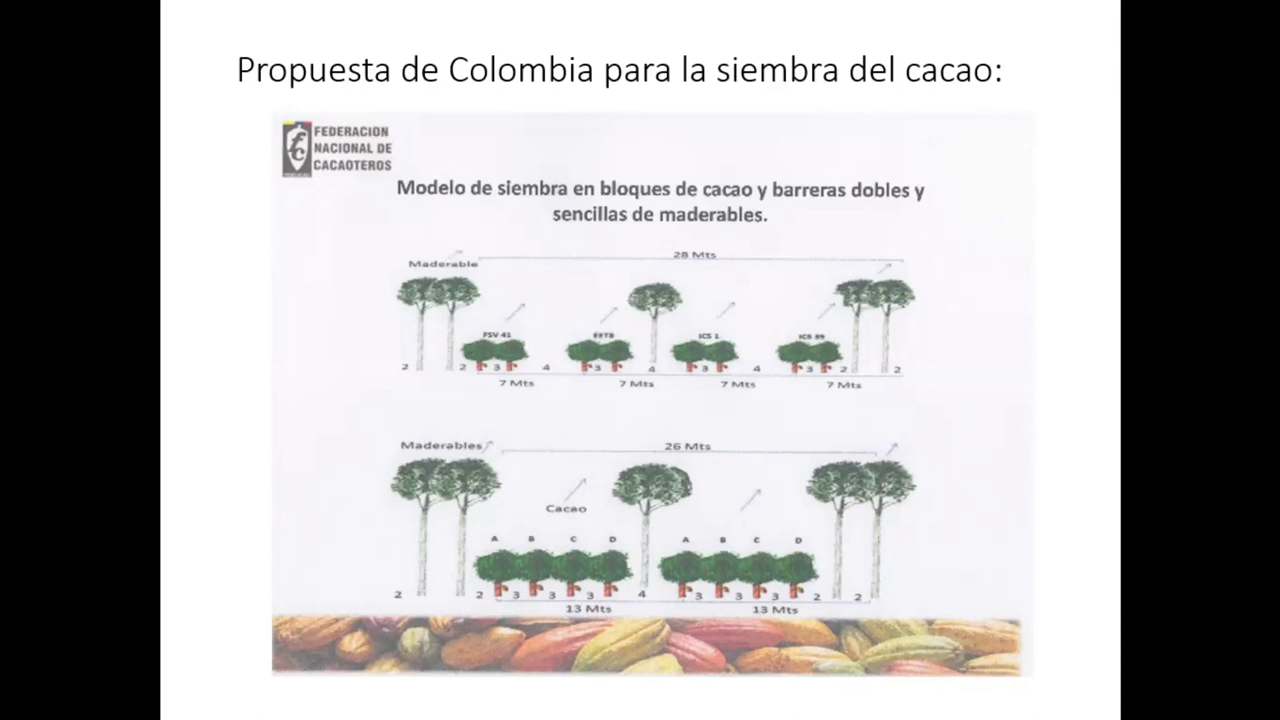 Propuesta de Colombia para la siembra del cacao:
FEDERACION
NACIONAL DE
CACAOTEROS
Modelo de siembra en bloques de cacao y barreras dobles y
sencillas de maderables.
28 Mts
Maderable
FSV 41 EET8 ICS 1 ICS 89
2 2 3 4 3 4 3 4 3 2 2
7 Mts 7 Mts 7 Mts 7 Mts
Maderables 26 Mts
Cacao
A B C D A B C D
2 2 3 3 3 4 3 3 3 2 2
13 Mts 13 Mts